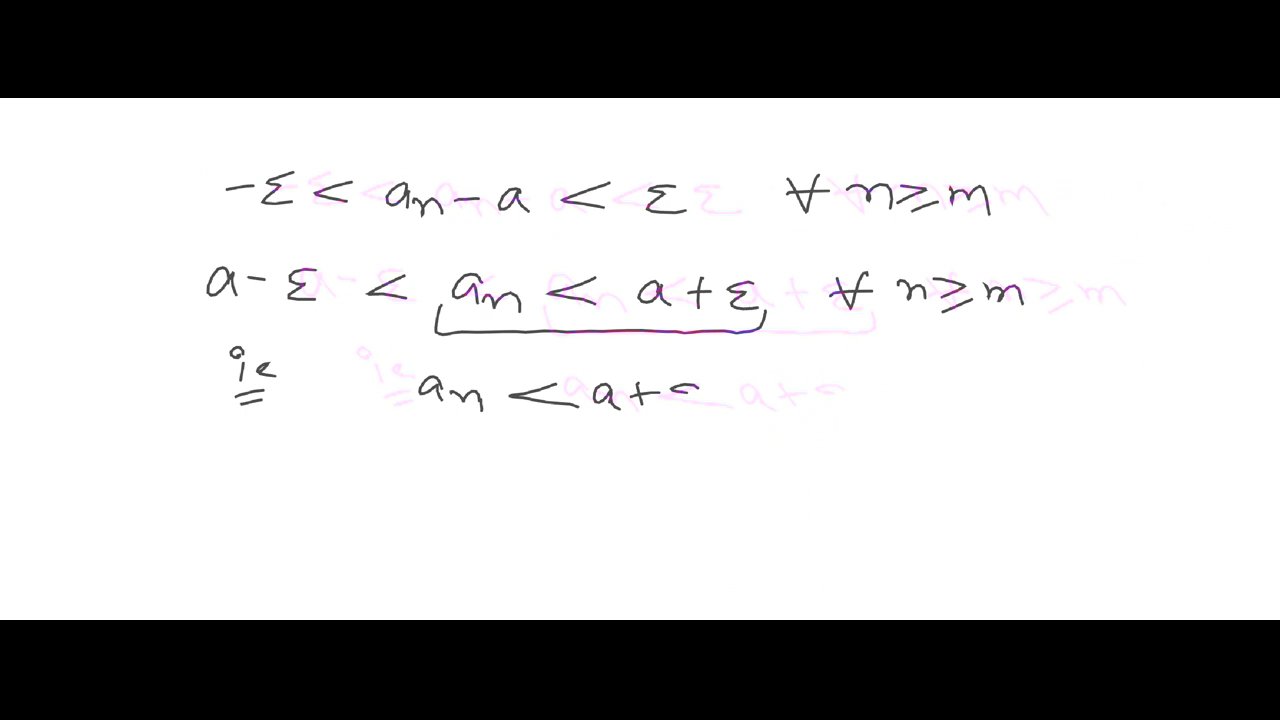 -ε < aₙ - a < ε ∀ n ≥ m
a - ε < aₙ < a + ε ∀ n ≥ m
ie aₙ < a +